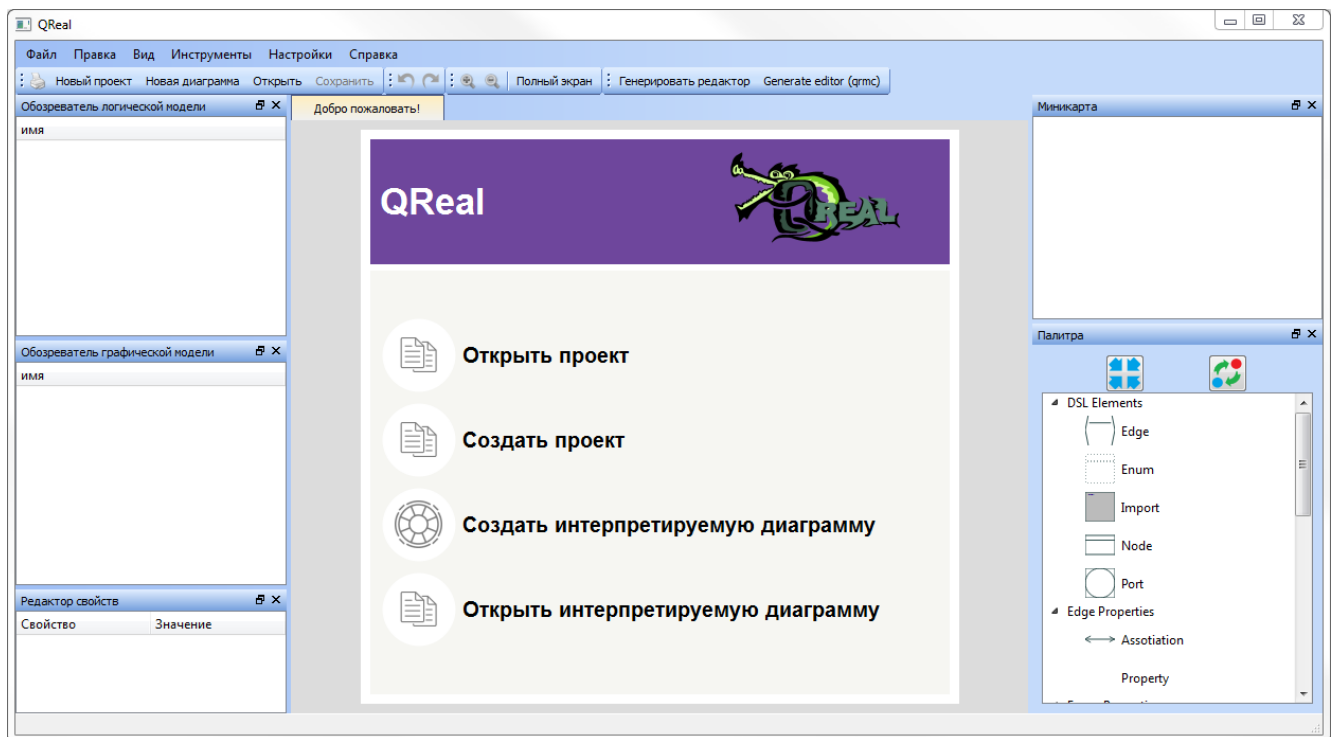 QReal
Файл Правка Вид Инструменты Настройки Справка
Новый проект Новая диаграмма Открыть Сохранить Полный экран Генерировать редактор Generate editor (qrmc)
Обозреватель логической модели
имя
Обозреватель графической модели
имя
Редактор свойств
Свойство Значение
Добро пожаловать!
QReal
QREAL
Открыть проект
Создать проект
Создать интерпретируемую диаграмму
Открыть интерпретируемую диаграмму
Миникарта
Палитра
DSL Elements
Edge
Enum
Import
Node
Port
Edge Properties
Assotiation
Property